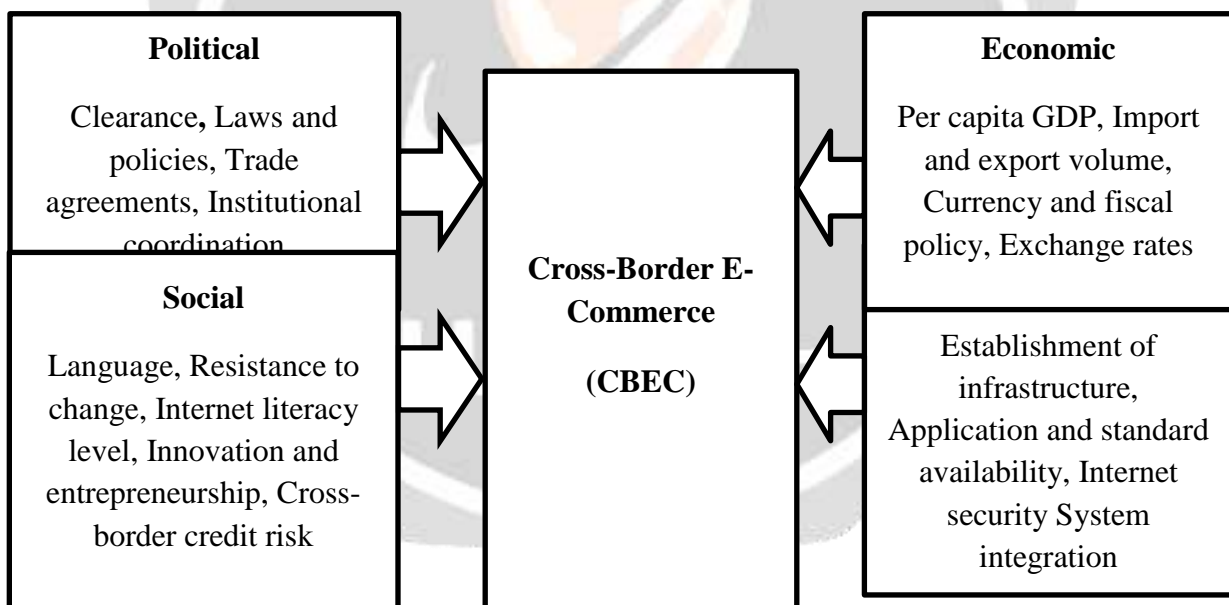 Political
Clearance, Laws and
policies, Trade
agreements, Institutional
coordination
Social
Language, Resistance to
change, Internet literacy
level, Innovation and
entrepreneurship, Cross-
border credit risk
Cross-Border E-
Commerce
(CBEC)
Economic
Per capita GDP, Import
and export volume,
Currency and fiscal
policy, Exchange rates
Establishment of
infrastructure,
Application and standard
availability, Internet
security System
integration